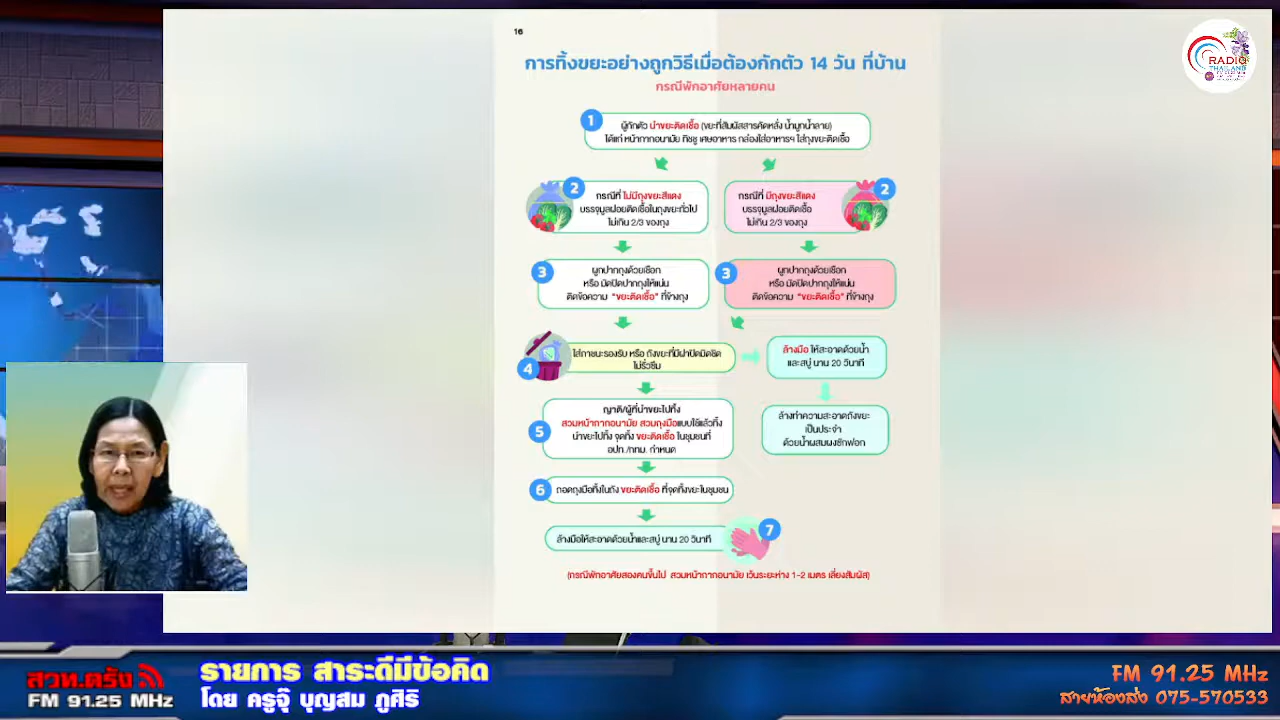 16
RADIO
THAILAND
การทิ้งขยะอย่างถูกวิธีเมื่อต้องกักตัว 14 วัน ที่บ้าน
กรณีพักอาศัยหลายคน
1
ผู้กักตัว นำขยะติดเชื้อ (ขยะที่สัมผัสสารคัดหลั่ง น้ำมูกน้ำลาย)
ได้แก่ หน้ากากอนามัย ทิชชู เศษอาหาร กล่องใส่อาหารฯ ใส่ถุงขยะติดเชื้อ
2
กรณีที่ ไม่มีถุงขยะสีแดง
บรรจุมูลฝอยติดเชื้อในถุงขยะทั่วไป
ไม่เกิน 2/3 ของถุง
2
กรณีที่ มีถุงขยะสีแดง
บรรจุมูลฝอยติดเชื้อ
ไม่เกิน 2/3 ของถุง
3
ผูกปากถุงด้วยเชือก
หรือ มัดปิดปากถุงให้แน่น
ติดข้อความ "ขยะติดเชื้อ" ที่ข้างถุง
3
ผูกปากถุงด้วยเชือก
หรือ มัดปิดปากถุงให้แน่น
ติดข้อความ "ขยะติดเชื้อ" ที่ข้างถุง
4
ใส่ภาชนะรองรับ หรือ ถังขยะที่มีฝาปิดมิดชิด
ไม่รั่วซึม
ล้างมือ ให้สะอาดด้วยน้ำ
และสบู่ นาน 20 วินาที
ล้างทำความสะอาดถังขยะ
เป็นประจำ
ด้วยน้ำผสมผงซักฟอก
5
ญาติ/ผู้ที่นำขยะไปทิ้ง
สวมหน้ากากอนามัย สวมถุงมือแบบใช้แล้วทิ้ง
นำขยะไปทิ้ง จุดทิ้ง ขยะติดเชื้อ ในชุมชนที่
อปท./กทม. กำหนด
6
ถอดถุงมือทิ้งในถัง ขยะติดเชื้อ ที่จุดทิ้งขยะในชุมชน
7
ล้างมือให้สะอาดด้วยน้ำและสบู่ นาน 20 วินาที
(กรณีพักอาศัยสองคนขึ้นไป สวมหน้ากากอนามัย เว้นระยะห่าง 1-2 เมตร เลี่ยงสัมผัส)
สวท.ตรัง
FM 91.25 MHz
รายการ สาระดีมีข้อคิด
โดย ครูจุ๊ บุญสม ภูศิริ
FM 91.25 MHz
สายห้องส่ง 075-570533